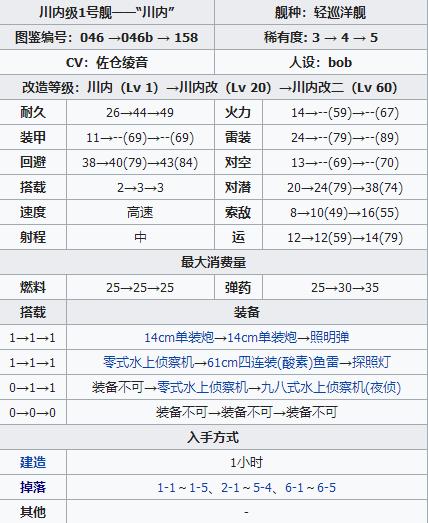 川内级1号舰——“川内” 舰种：轻巡洋舰
图鉴编号：046 →046b → 158 稀有度: 3 → 4 → 5
CV：佐仓绫音 人设：bob
改造等级：川内（Lv 1）→川内改（Lv 20）→川内改二（Lv 60）
耐久 26→44→49 火力 14→--(59)→--(67)
装甲 11→--(69)→--(69) 雷装 24→--(79)→--(89)
回避 38→40(79)→43(84) 对空 13→--(69)→--(70)
搭载 2→3→3 对潜 20→24(79)→38(74)
速度 高速 索敌 8→10(49)→16(55)
射程 中 运 12→12(59)→14(79)
最大消费量
燃料 25→25→25 弹药 25→30→35
搭载 装备
1→1→1 14cm单装炮→14cm单装炮→照明弹
1→1→1 零式水上侦察机→61cm四连装(酸素)鱼雷→探照灯
0→1→1 装备不可→零式水上侦察机→九八式水上侦察机(夜侦)
0→0→0 装备不可→装备不可→装备不可
入手方式
建造 1小时
掉落 1-1～1-5、2-1～5-4、6-1～6-5
其他 -